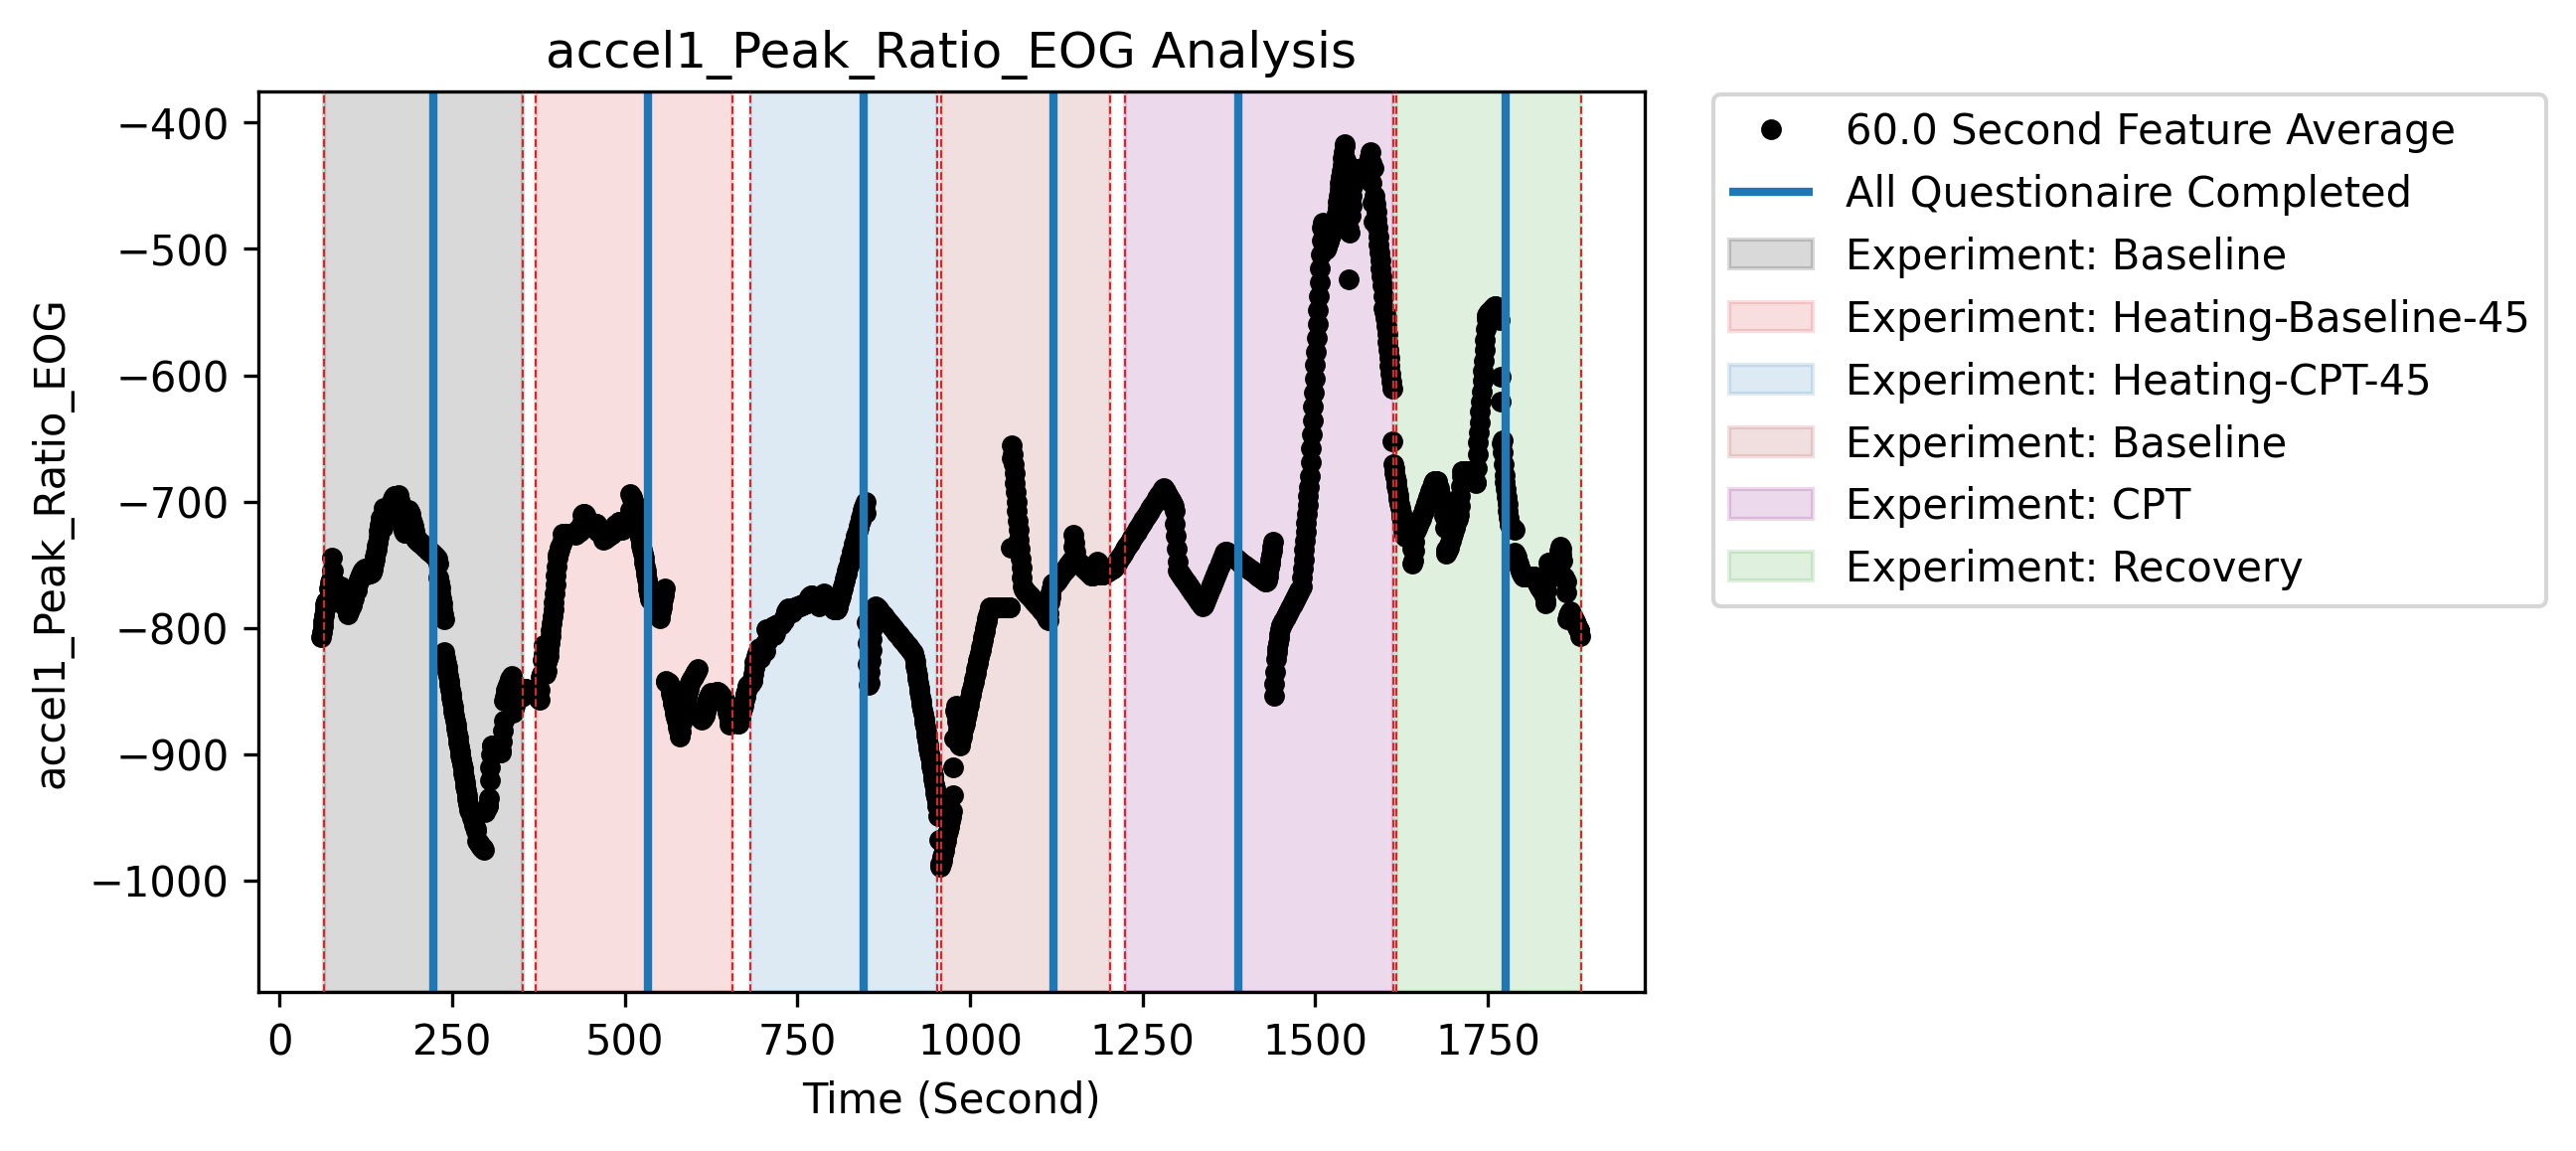 accel1_Peak_Ratio_EOG Analysis
−400
−500
−600
−700
−800
−900
−1000
accel1_Peak_Ratio_EOG
0 250 500 750 1000 1250 1500 1750
Time (Second)
60.0 Second Feature Average
All Questionaire Completed
Experiment: Baseline
Experiment: Heating-Baseline-45
Experiment: Heating-CPT-45
Experiment: Baseline
Experiment: CPT
Experiment: Recovery